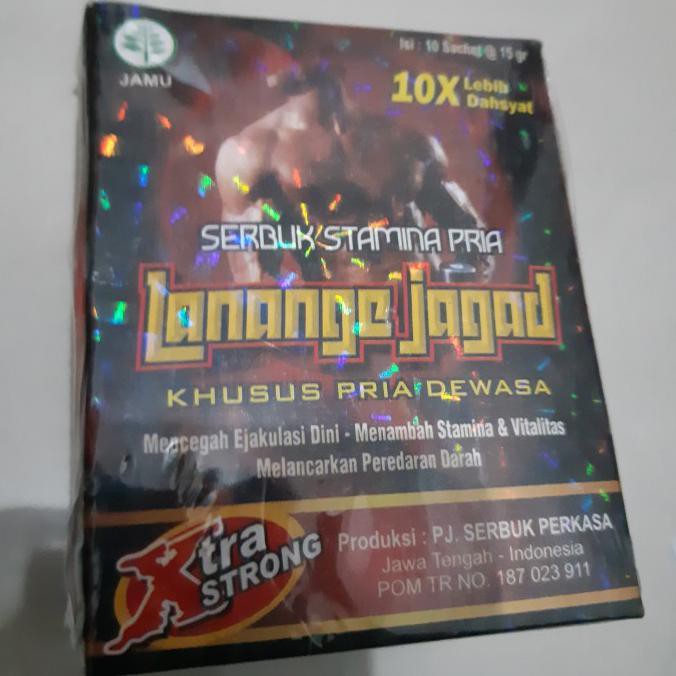 JAMU
Isi : 10 Sachet @ 15 gr
10X Lebih
Dahsyat
SERBUK STAMINA PRIA
Lanange Jagad
KHUSUS PRIA DEWASA
Mencegah Ejakulasi Dini - Menambah Stamina & Vitalitas
Melancarkan Peredaran Darah
Xtra
STRONG
Produksi : PJ. SERBUK PERKASA
Jawa Tengah - Indonesia
POM TR NO. 187 023 911